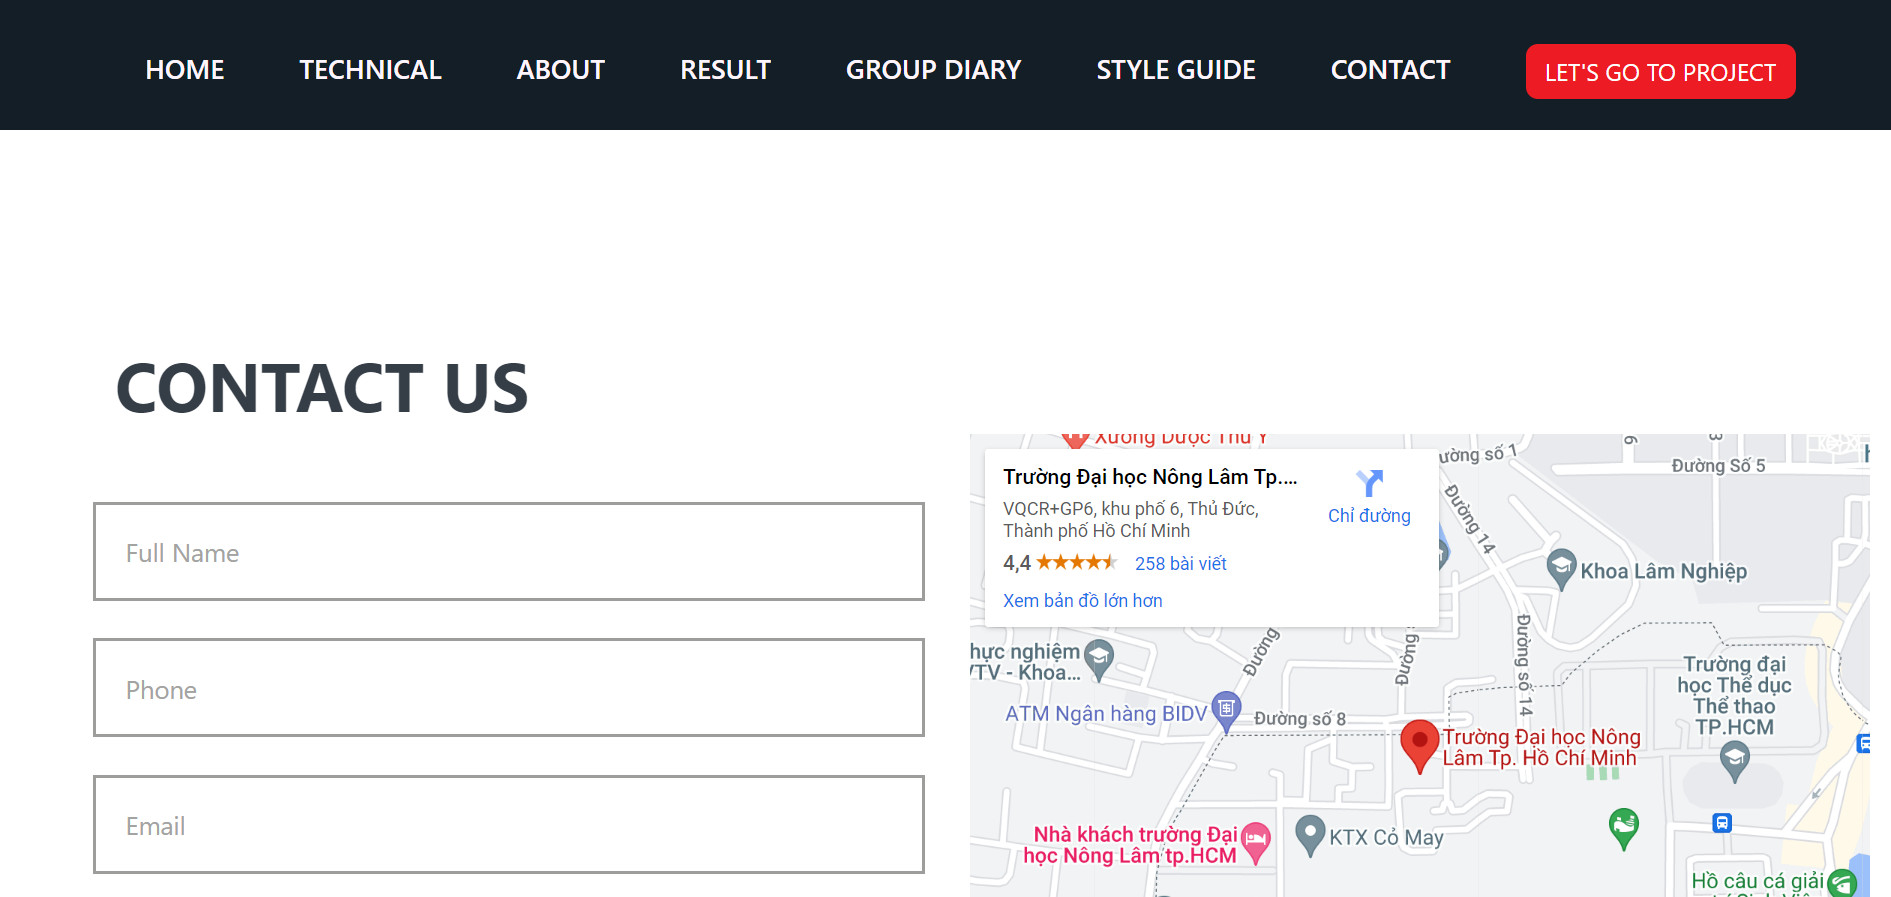 HOME TECHNICAL ABOUT RESULT GROUP DIARY STYLE GUIDE CONTACT LET'S GO TO PROJECT
CONTACT US
Full Name
Phone
Email
Xưởng Dược Thú Y
Trường Đại học Nông Lâm Tp....
VQCR+GP6, khu phố 6, Thủ Đức,
Thành phố Hồ Chí Minh
4,4
258 bài viết
Xem bản đồ lớn hơn
Chỉ đường
ường số 1
6
3
Đường Số 5
Đường 14
Khoa Lâm Nghiệp
hực nghiệm
VTV - Khoa...
Đường
Đường
Đường số 14
Trường đại
học Thể dục
Thể thao
TP.HCM
ATM Ngân hàng BIDV
Đường số 8
Trường Đại học Nông
Lâm Tp. Hồ Chí Minh
Nhà khách trường Đại
học Nông Lâm tp.HCM
KTX Cỏ May
Hồ câu cá giải